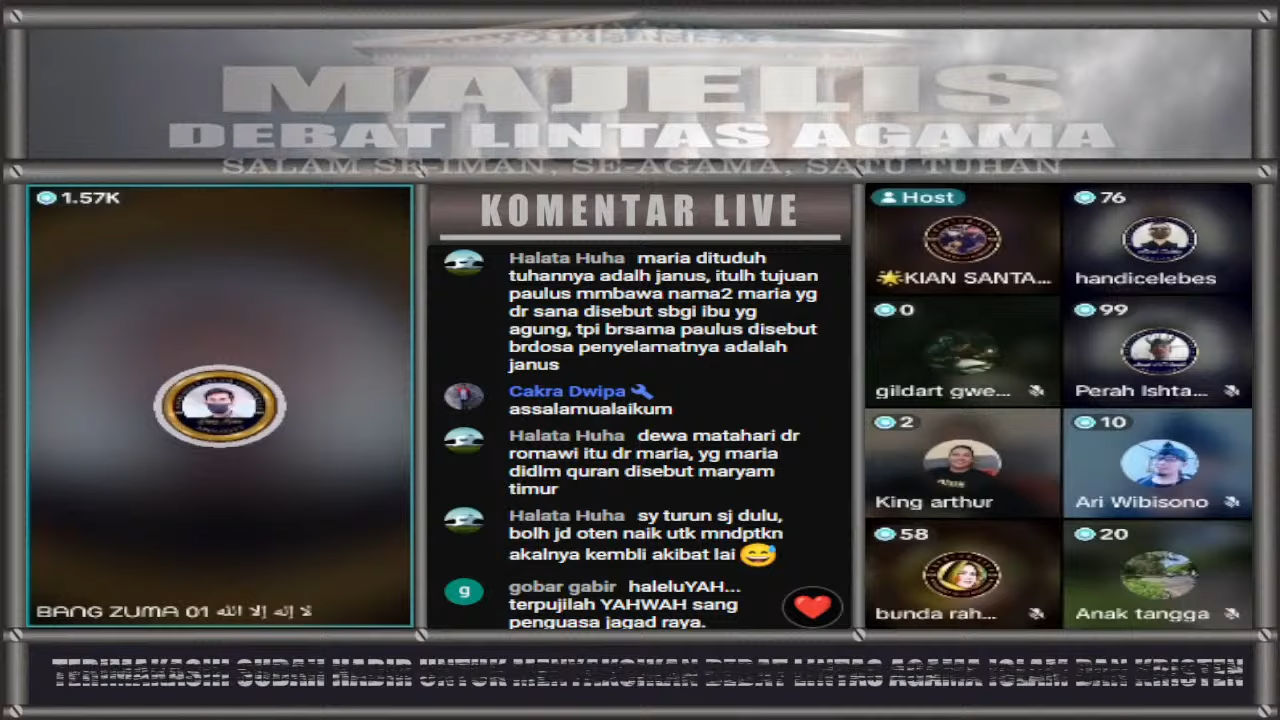 MAJELIS
DEBAT LINTAS AGAMA
SALAM SE-IMAN, SE-AGAMA, SATU TUHAN
1.57K
BANG ZUMA 01 لا إله إلا الله
KOMENTAR LIVE
Halata Huha maria dituduh
tuhannya adalh janus, itulh tujuan
paulus mmbawa nama2 maria yg
dr sana disebut sbgi ibu yg
agung, tpi brsama paulus disebut
brdosa penyelamatnya adalah
janus
Cakra Dwipa
assalamualaikum
Halata Huha dewa matahari dr
romawi itu dr maria, yg maria
didlm quran disebut maryam
timur
Halata Huha sy turun sj dulu,
bolh jd oten naik utk mndptkn
akalnya kembli akibat lai 😅
g gobar gabir haleluYAH...
terpujilah YAHWAH sang
penguasa jagad raya.
Host
KIAN SANTA...
76
handicelebes
0
gildart gwe...
99
Perah Ishta...
2
King arthur
10
Ari Wibisono
58
bunda rah...
20
Anak tangga
TERIMAKASIH SUDAH HADIR UNTUK MENYAKSIKAN DEBAT LINTAS AGAMA ISLAM DAN KRISTEN